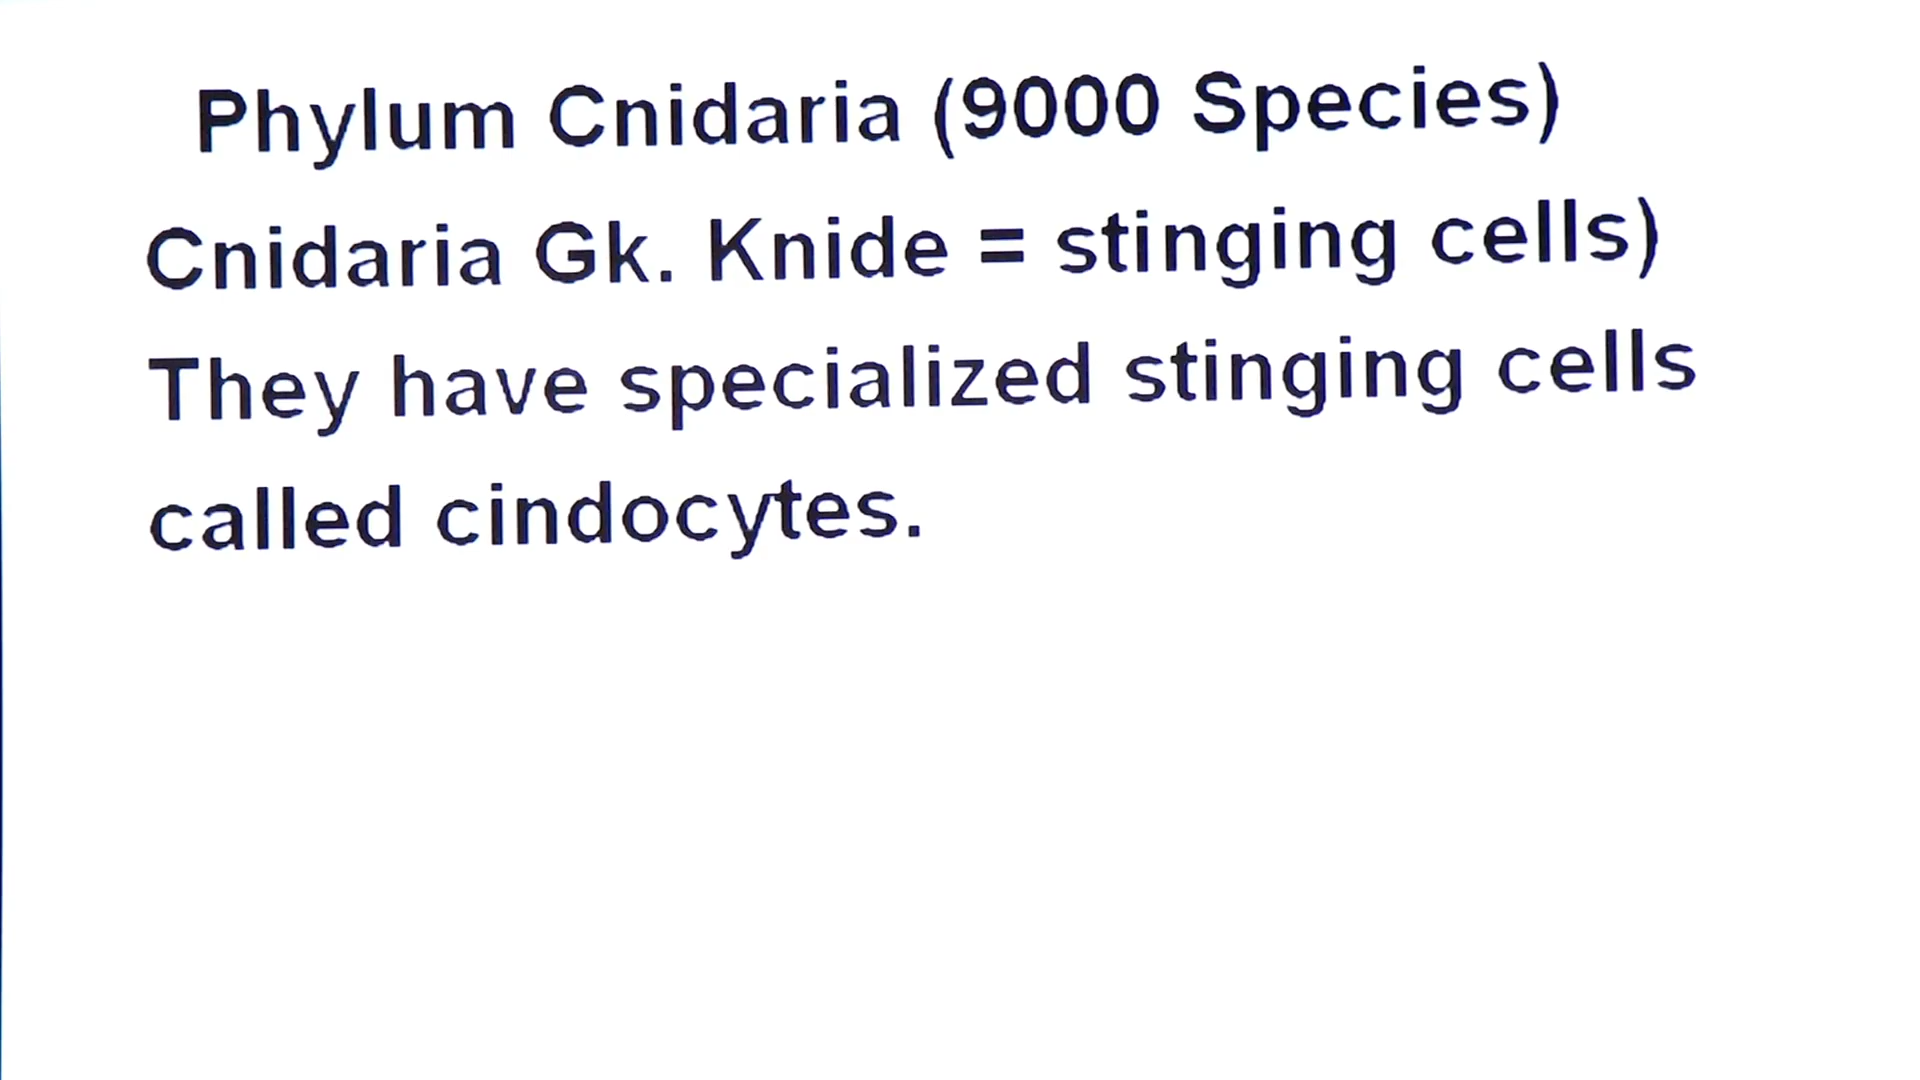 Phylum Cnidaria (9000 Species)
Cnidaria Gk. Knide = stinging cells)
They have specialized stinging cells
called cindocytes.